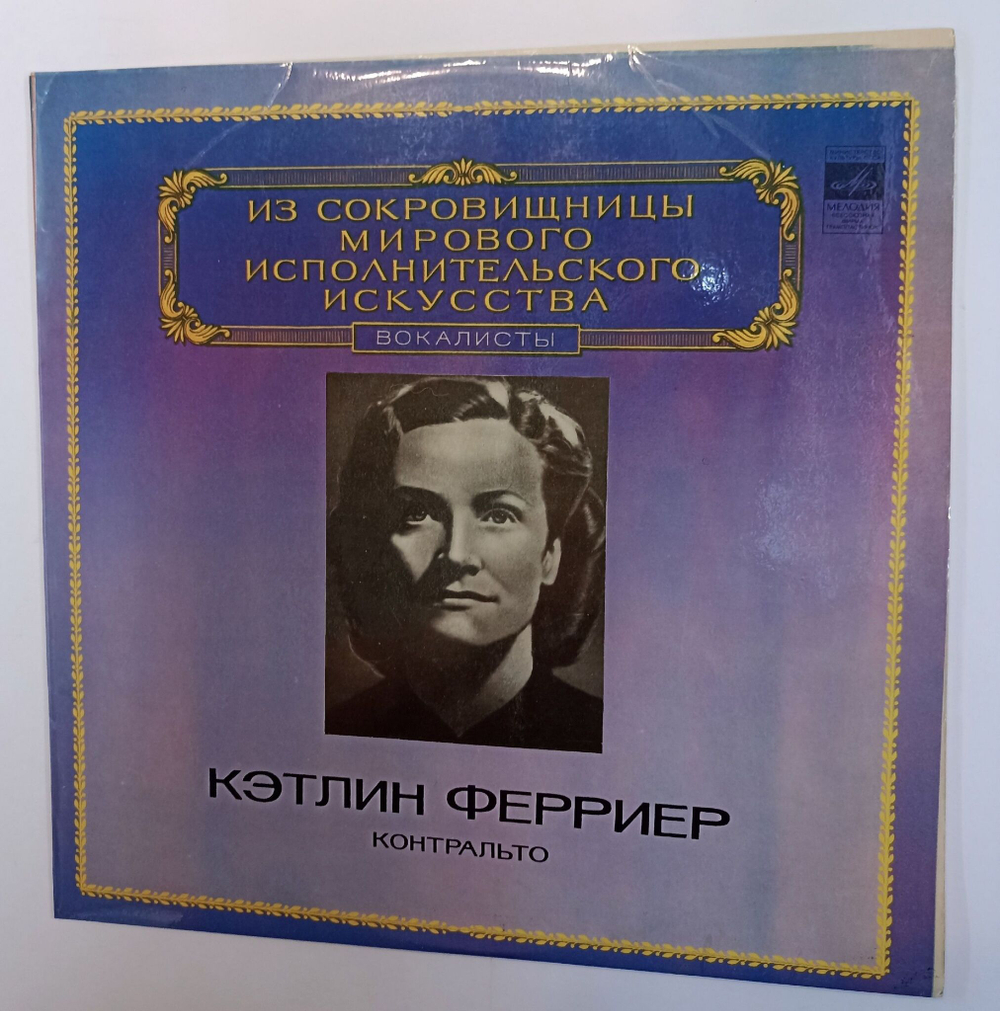 ИЗ СОКРОВИЩНИЦЫ
МИРОВОГО
ИСПОЛНИТЕЛЬСКОГО
ИСКУССТВА
ВОКАЛИСТЫ
МЕЛОДИЯ
КЭТЛИН ФЕРРИЕР
КОНТРАЛЬТО